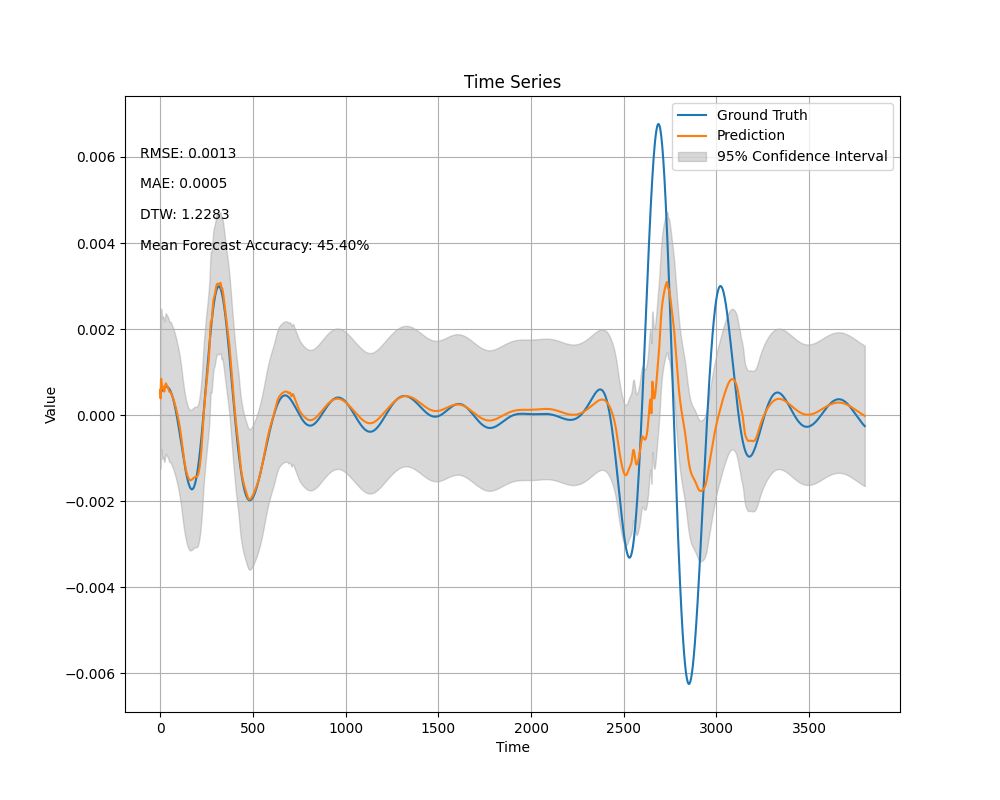 Time Series
Ground Truth
Prediction
95% Confidence Interval
RMSE: 0.0013
MAE: 0.0005
DTW: 1.2283
Mean Forecast Accuracy: 45.40%
Value
0.006
0.004
0.002
0.000
−0.002
−0.004
−0.006
0 500 1000 1500 2000 2500 3000 3500
Time